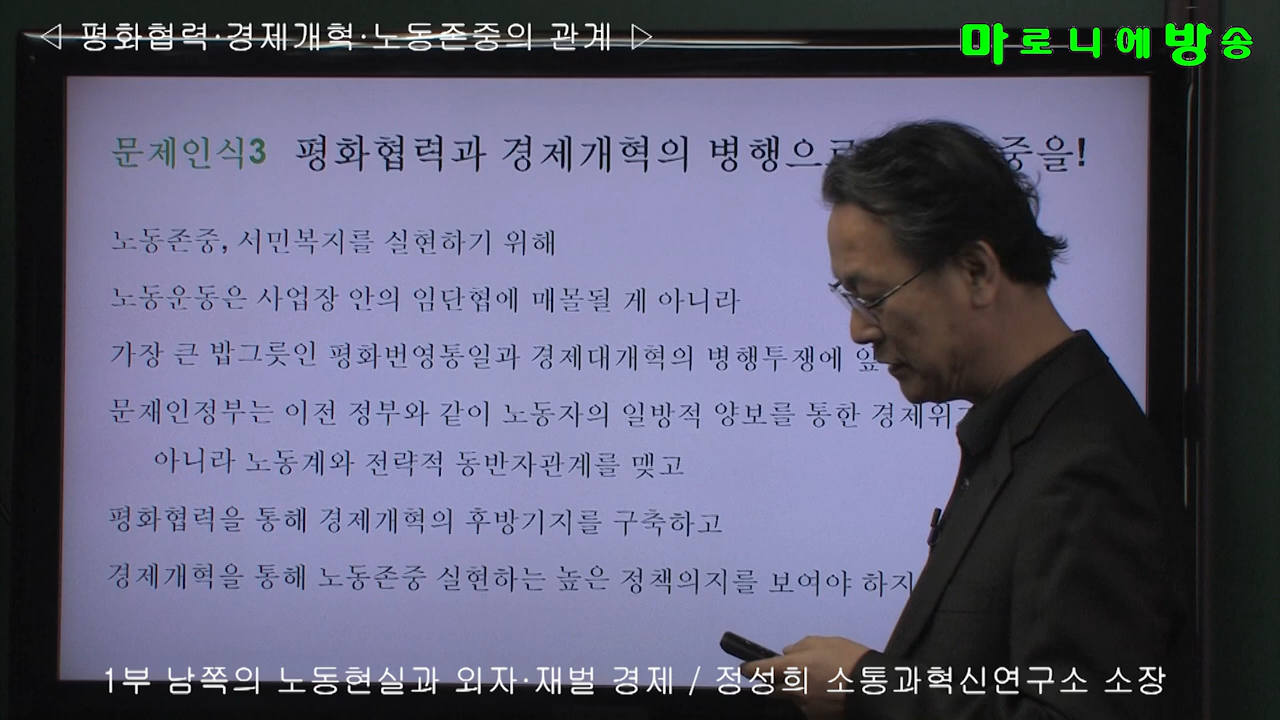 ◁ 평화협력·경제개혁·노동존중의 관계 ▷
마로니에방송
문제인식3 평화협력과 경제개혁의 병행으로 중을!
노동존중, 서민복지를 실현하기 위해
노동운동은 사업장 안의 임단협에 매몰될 게 아니라
가장 큰 밥그릇인 평화번영통일과 경제대개혁의 병행투쟁에
문재인정부는 이전 정부와 같이 노동자의 일방적 양보를 통한
아니라 노동계와 전략적 동반자관계를 맺고
평화협력을 통해 경제개혁의 후방기지를 구축하고
경제개혁을 통해 노동존중 실현하는 높은 정책의지를 보여야
1부 남쪽의 노동현실과 외자·재벌 경제 / 정성희 소통과혁신연구소 소장